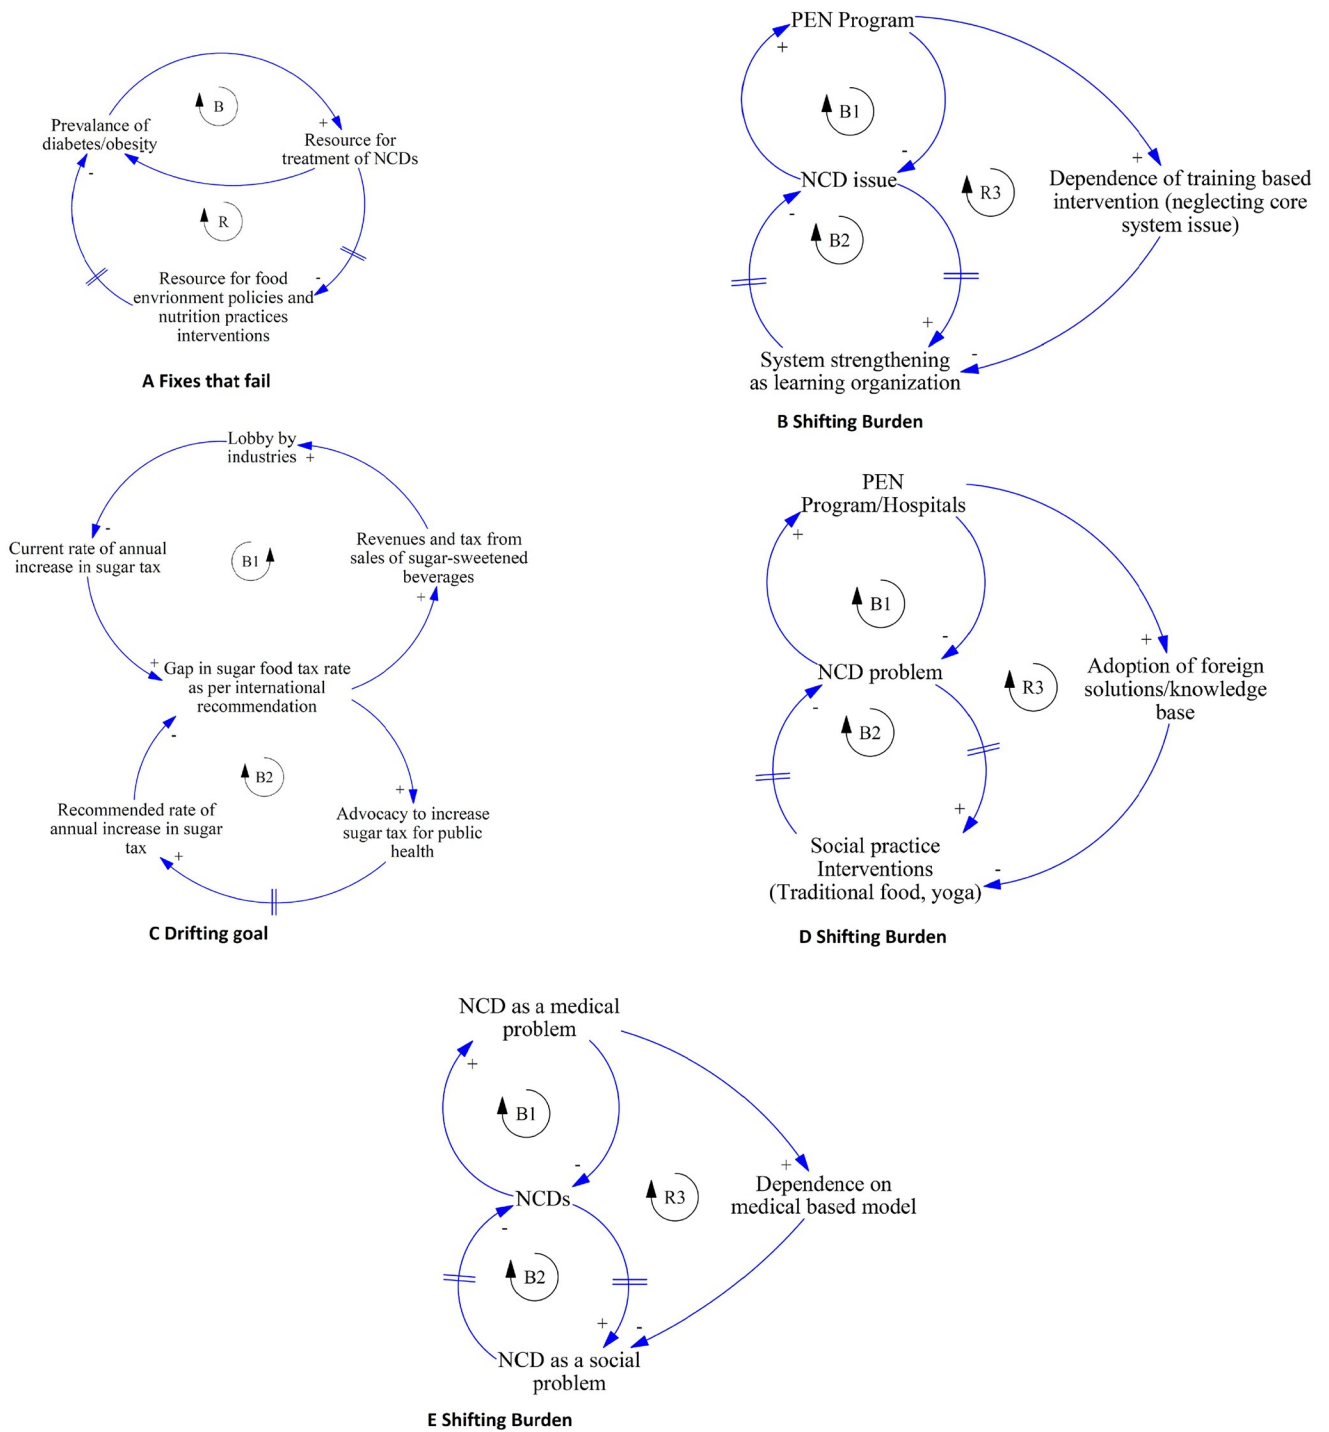 B
+
Prevalance of
diabetes/obesity
-
Resource for
treatment of NCDs
-
R
-
Resource for food
envrionment policies and
nutrition practices
interventions
A Fixes that fail
PEN Program
+
B1
-
NCD issue
-
B2
R3
+
Dependence of training based
intervention (neglecting core
system issue)
+
-
System strengthening
as learning organization
B Shifting Burden
Lobby by
industries
+
-
Current rate of annual
increase in sugar tax
B1
Revenues and tax from
sales of sugar-sweetened
beverages
+
+
Gap in sugar food tax rate
as per international
recommendation
-
B2
+
Recommended rate of
annual increase in sugar
tax
+
Advocacy to increase
sugar tax for public
health
C Drifting goal
PEN
Program/Hospitals
+
B1
-
NCD problem
-
B2
R3
+
Adoption of foreign
solutions/knowledge
base
+
-
Social practice
Interventions
(Traditional food, yoga)
D Shifting Burden
NCD as a medical
problem
+
B1
-
NCDs
-
B2
R3
+
Dependence on
medical based model
+
-
NCD as a social
problem
E Shifting Burden